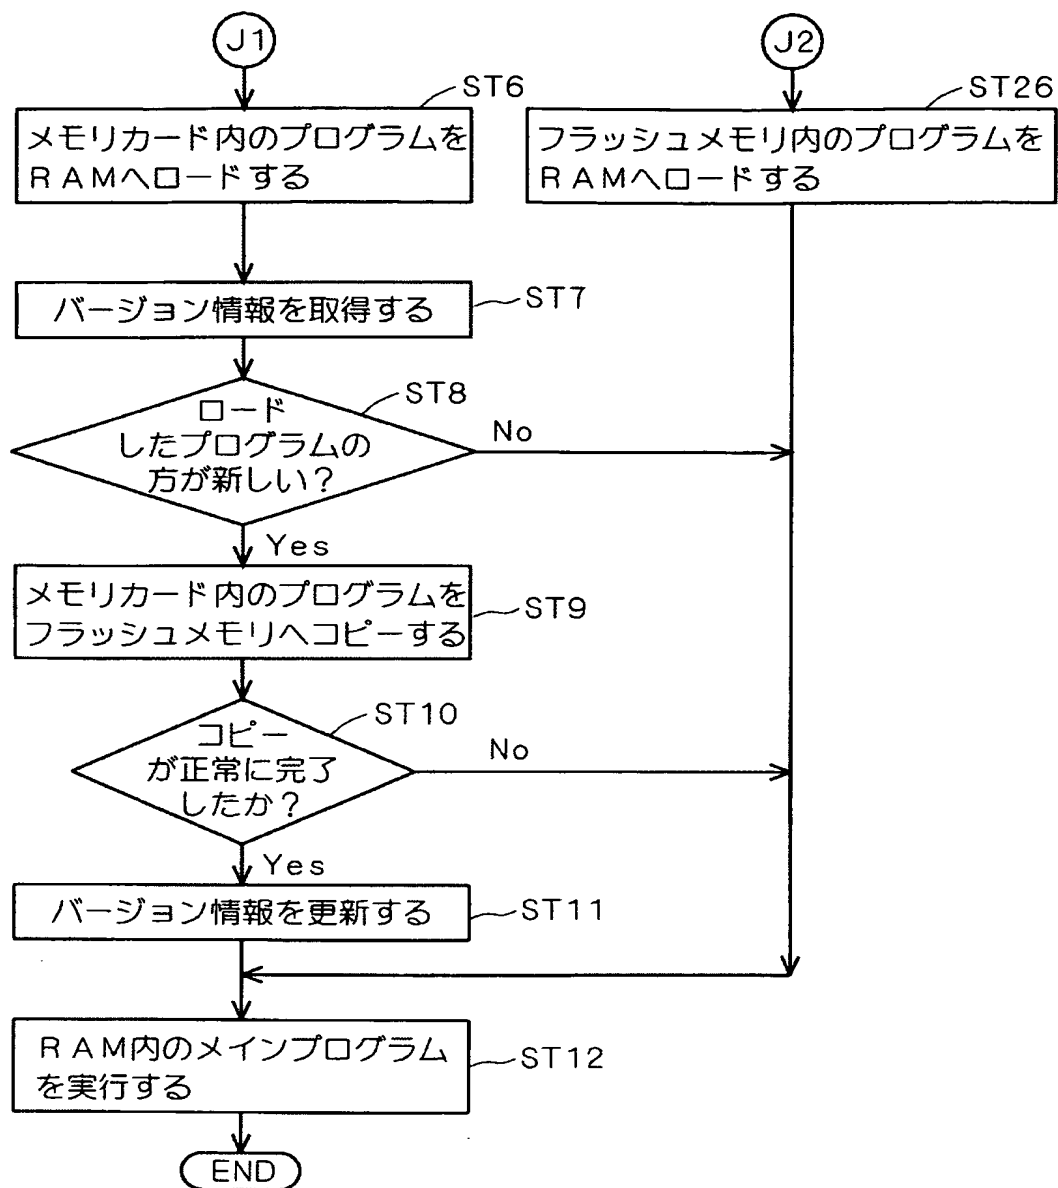 J1
J2
ST6
ST26
メモリカード内のプログラムを
RAMへロードする
フラッシュメモリ内のプログラムを
RAMへロードする
バージョン情報を取得する
ST7
ST8
ロード
したプログラムの
方が新しい?
No
Yes
メモリカード内のプログラムを
フラッシュメモリへコピーする
ST9
ST10
コピー
が正常に完了
したか?
No
Yes
バージョン情報を更新する
ST11
RAM内のメインプログラム
を実行する
ST12
END